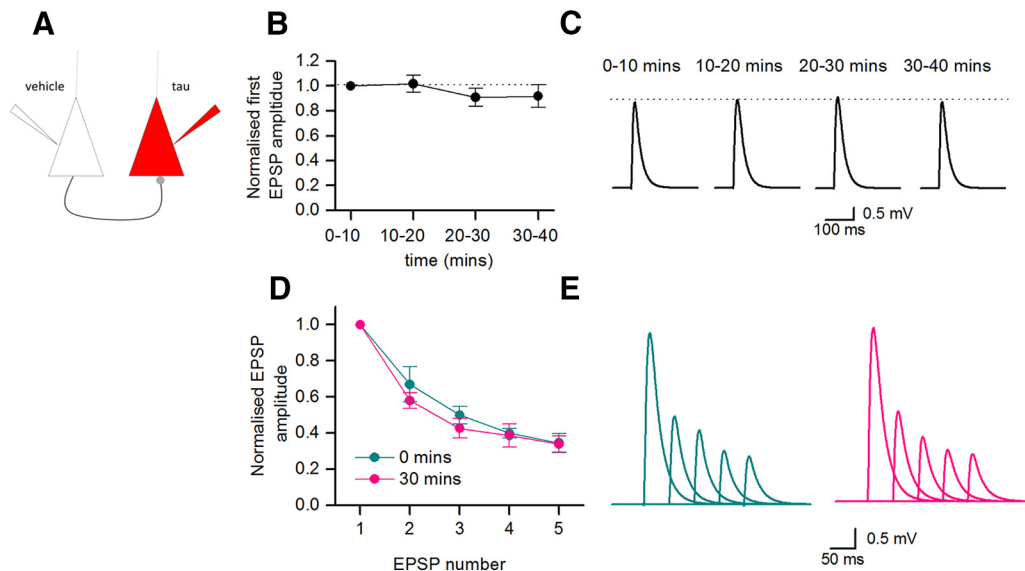 A
vehicle
tau
B
Normalised first
EPSP ampltidue
1.2
1.0
0.8
0.6
0.4
0.2
0.0
0-10
10-20
20-30
30-40
time (mins)
C
0-10 mins
10-20 mins
20-30 mins
30-40 mins
0.5 mV
100 ms
D
Normalised EPSP
amplitude
1.0
0.8
0.6
0.4
0.2
0.0
0 mins
30 mins
1
2
3
4
5
EPSP number
E
0.5 mV
50 ms